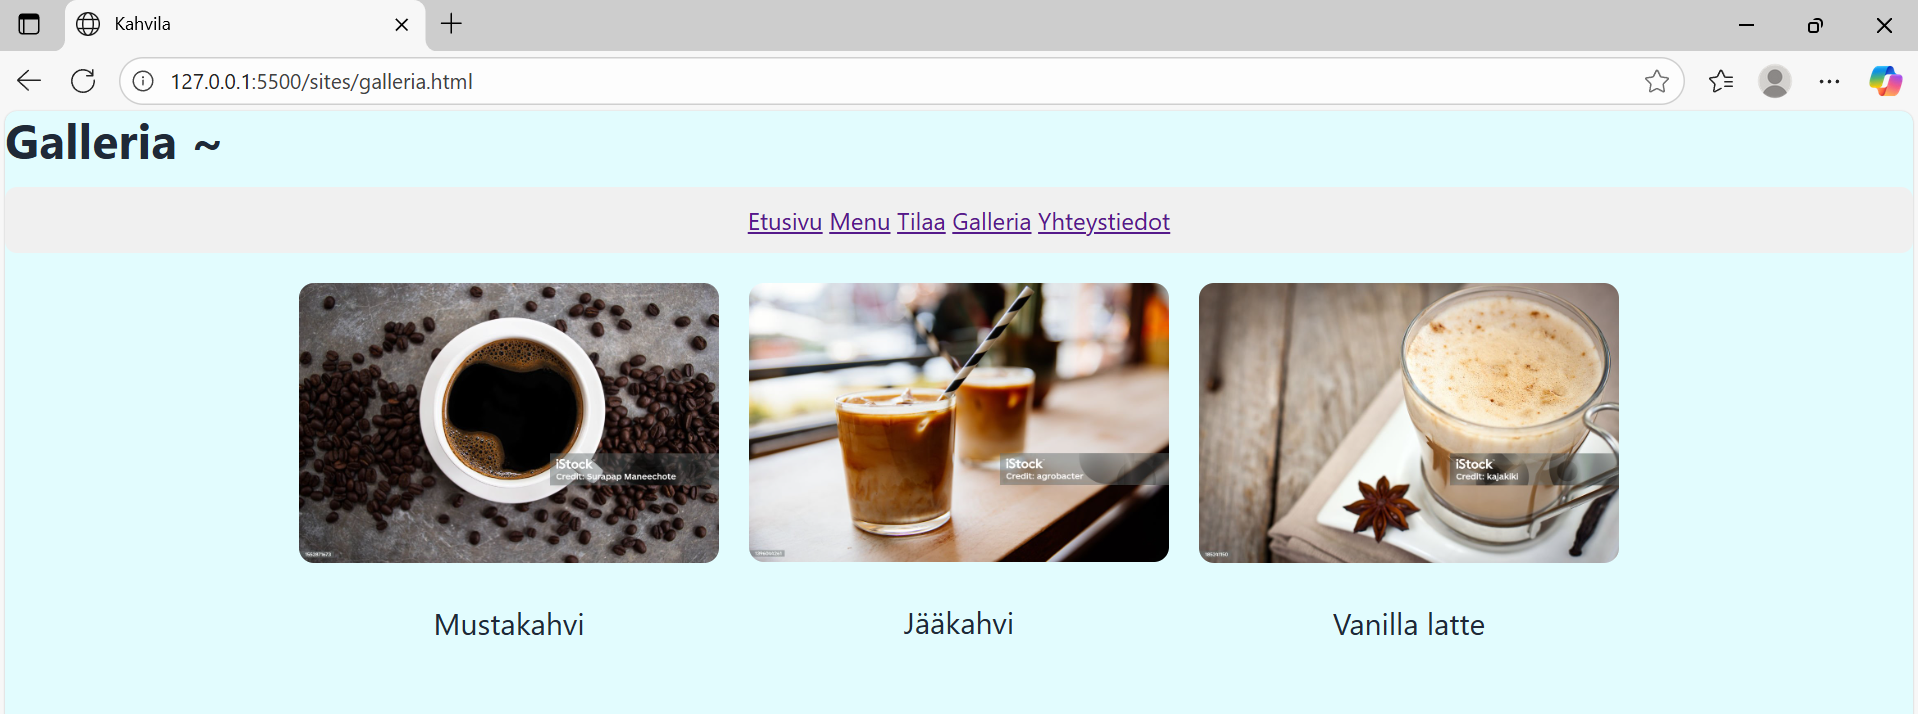 Kahvila
127.0.0.1:5500/sites/galleria.html
Galleria ~
Etusivu Menu Tilaa Galleria Yhteystiedot
iStock
Credit: Surapap Maneechote
iStock
Credit: agrobacter
iStock
Credit: kajakiki
Mustakahvi
Jääkahvi
Vanilla latte